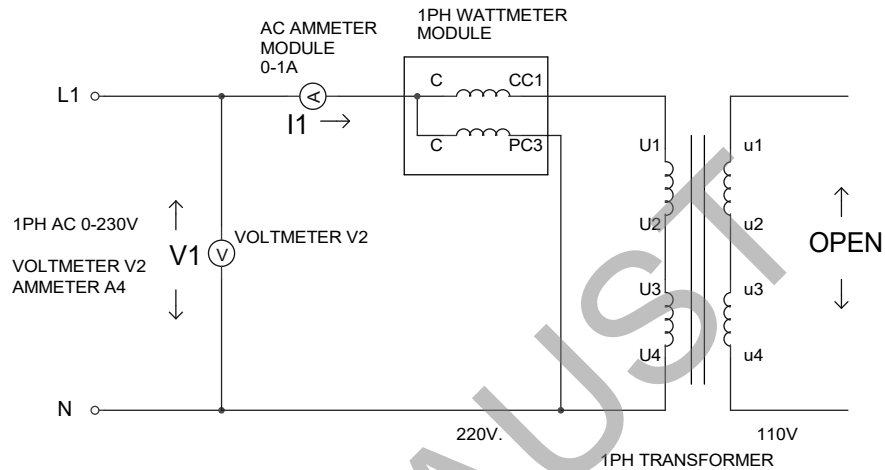 AC AMMETER
MODULE
0-1A
1PH WATTMETER
MODULE
C
CC1
L1
A
I1
C
PC3
U1
u1
1PH AC 0-230V
VOLTMETER V2
AMMETER A4
V1
V
VOLTMETER V2
U2
u2
OPEN
U3
u3
U4
u4
N
220V.
110V
1PH TRANSFORMER
AUST